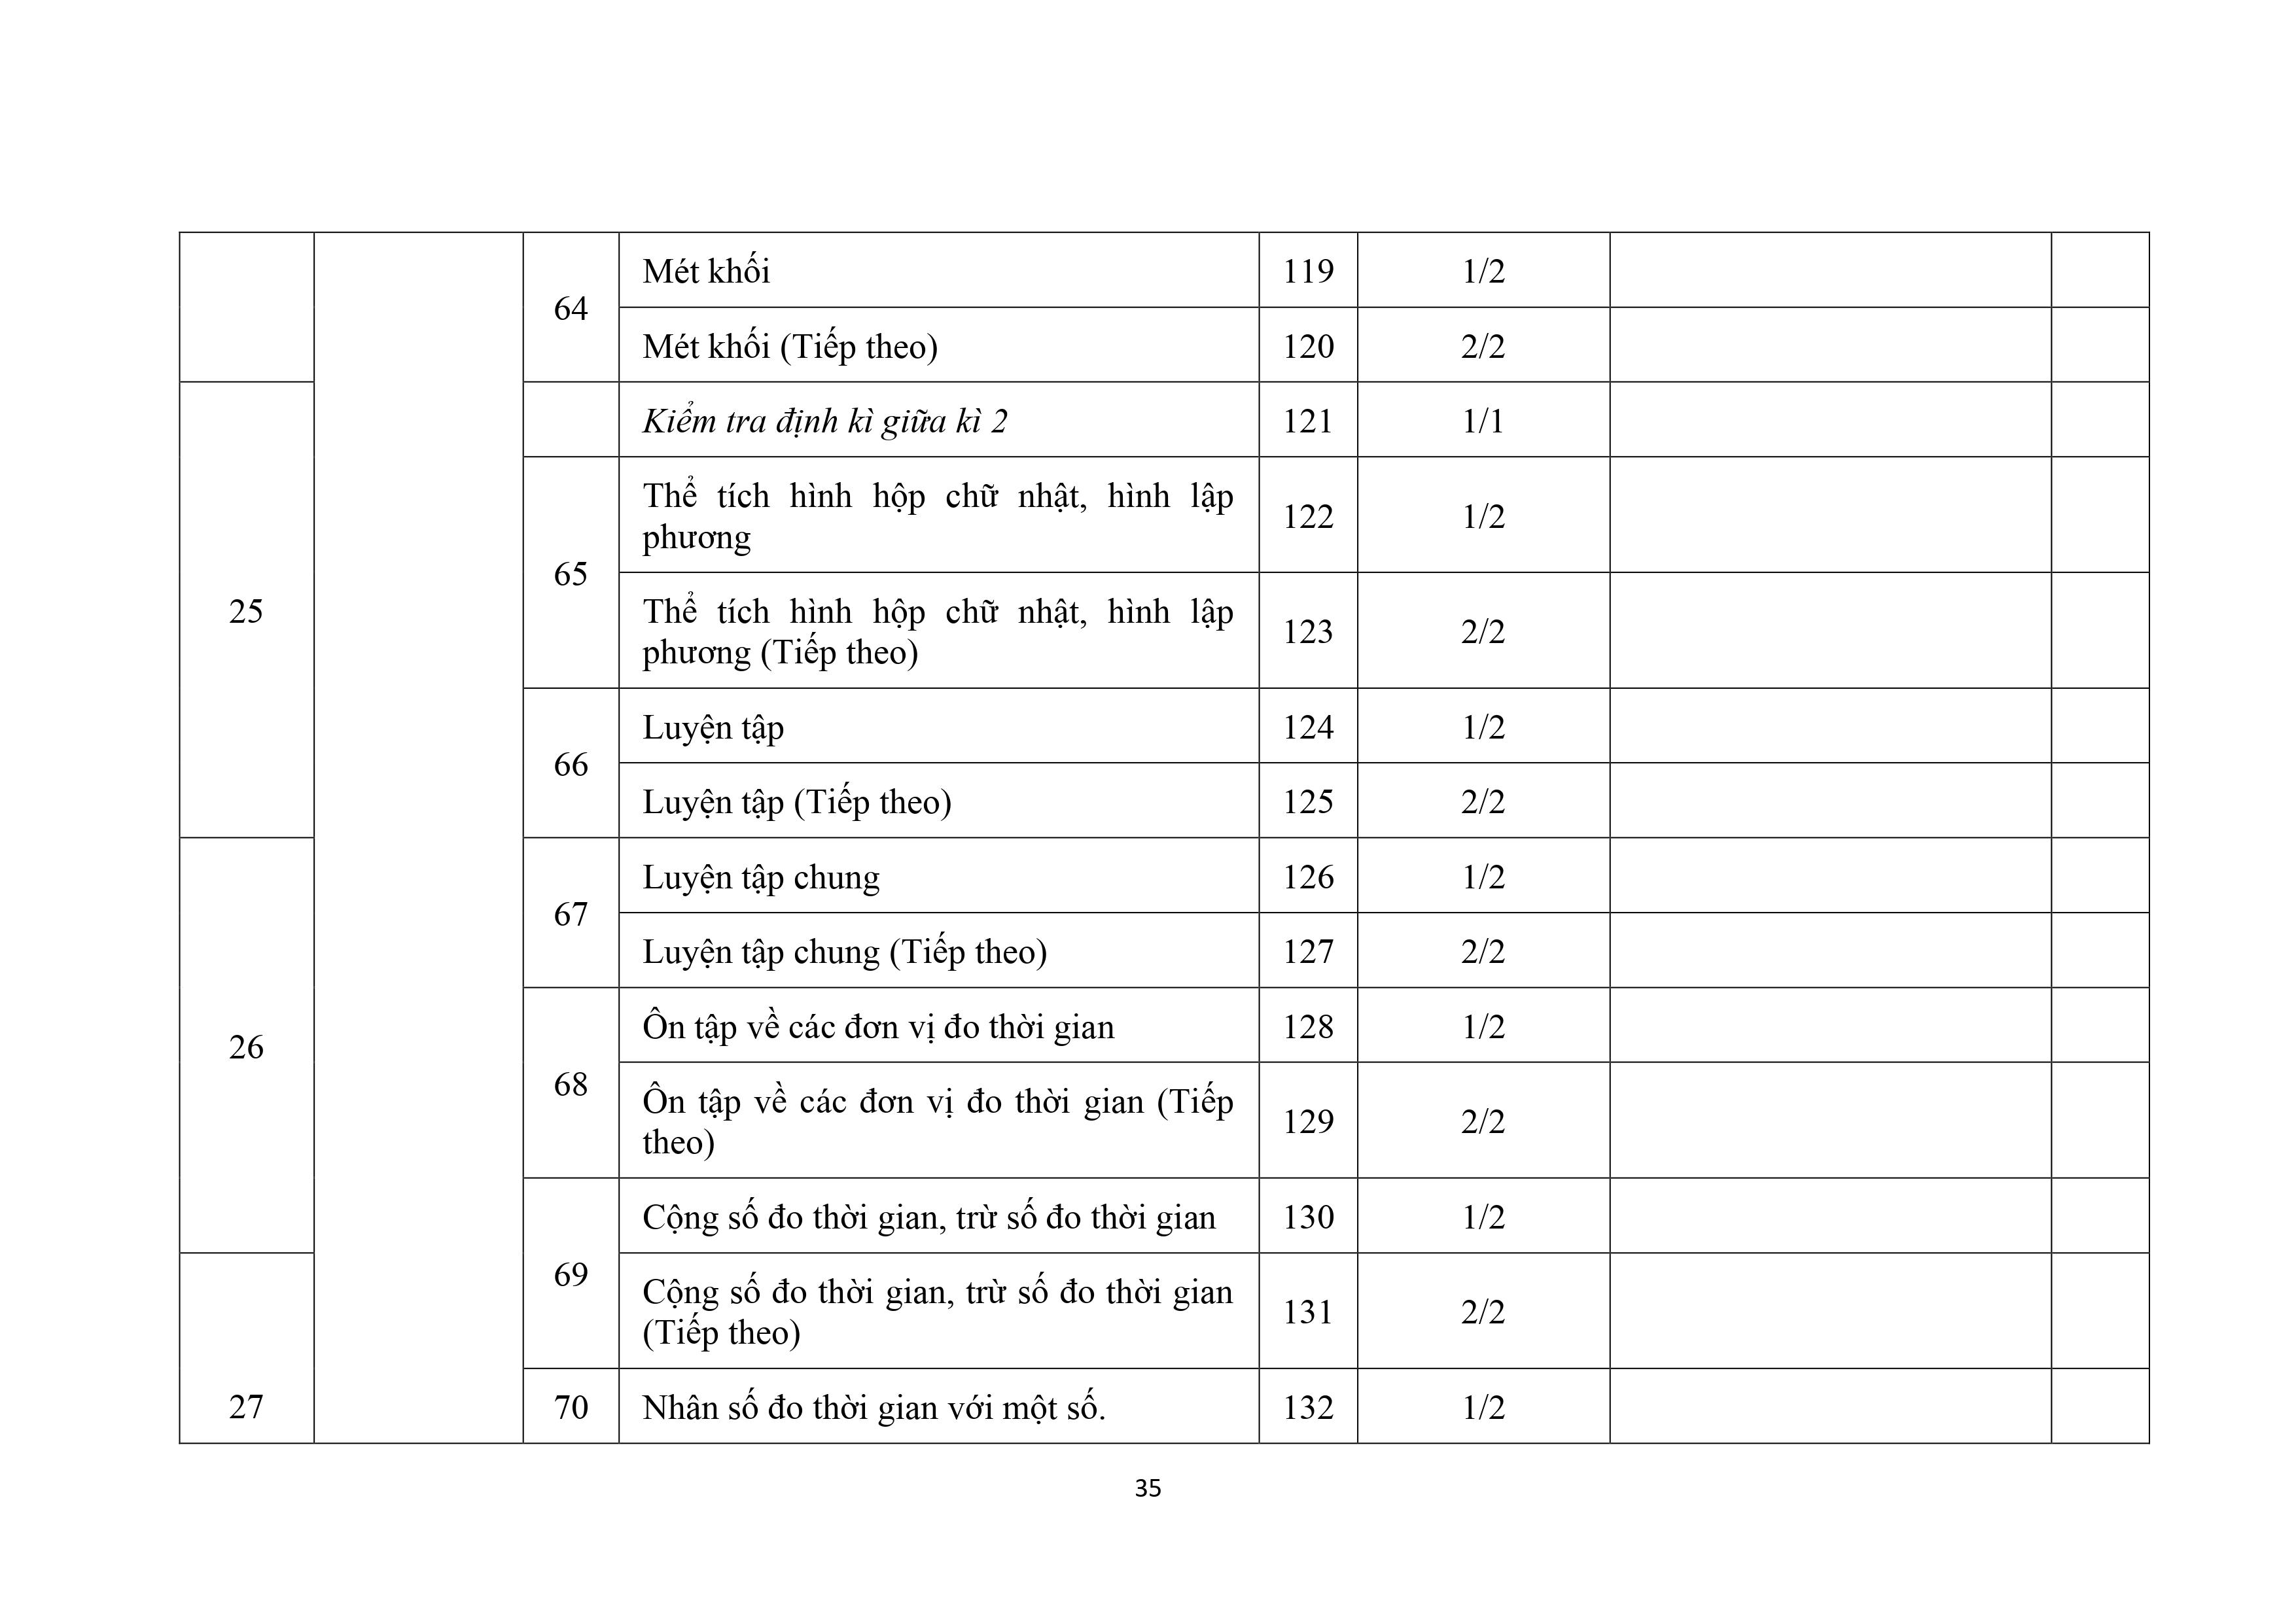 64
Mét khối
119
1/2
Mét khối (Tiếp theo)
120
2/2
25
Kiểm tra định kì giữa kì 2
121
1/1
65
Thể tích hình hộp chữ nhật, hình lập
phương
122
1/2
Thể tích hình hộp chữ nhật, hình lập
phương (Tiếp theo)
123
2/2
66
Luyện tập
124
1/2
Luyện tập (Tiếp theo)
125
2/2
26
67
Luyện tập chung
126
1/2
Luyện tập chung (Tiếp theo)
127
2/2
68
Ôn tập về các đơn vị đo thời gian
128
1/2
Ôn tập về các đơn vị đo thời gian (Tiếp
theo)
129
2/2
69
Cộng số đo thời gian, trừ số đo thời gian
130
1/2
27
Cộng số đo thời gian, trừ số đo thời gian
(Tiếp theo)
131
2/2
70
Nhân số đo thời gian với một số.
132
1/2
35